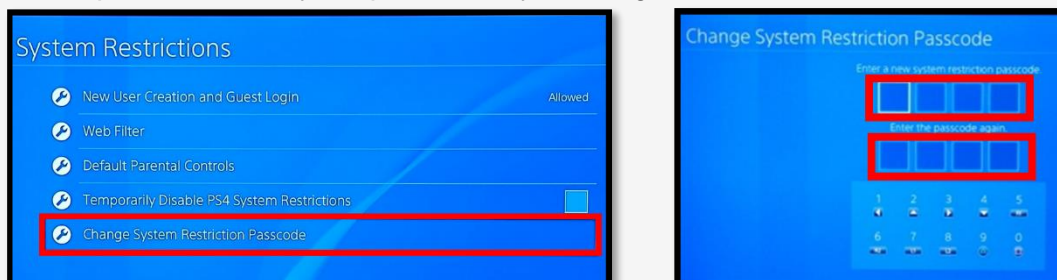 System Restrictions
New User Creation and Guest Login Allowed
Web Filter
Default Parental Controls
Temporarily Disable PS4 System Restrictions
Change System Restriction Passcode
Change System Restriction Passcode
Enter a new system restriction passcode.
Enter the passcode again.
1 2 3 4 5
6 7 8 9 0